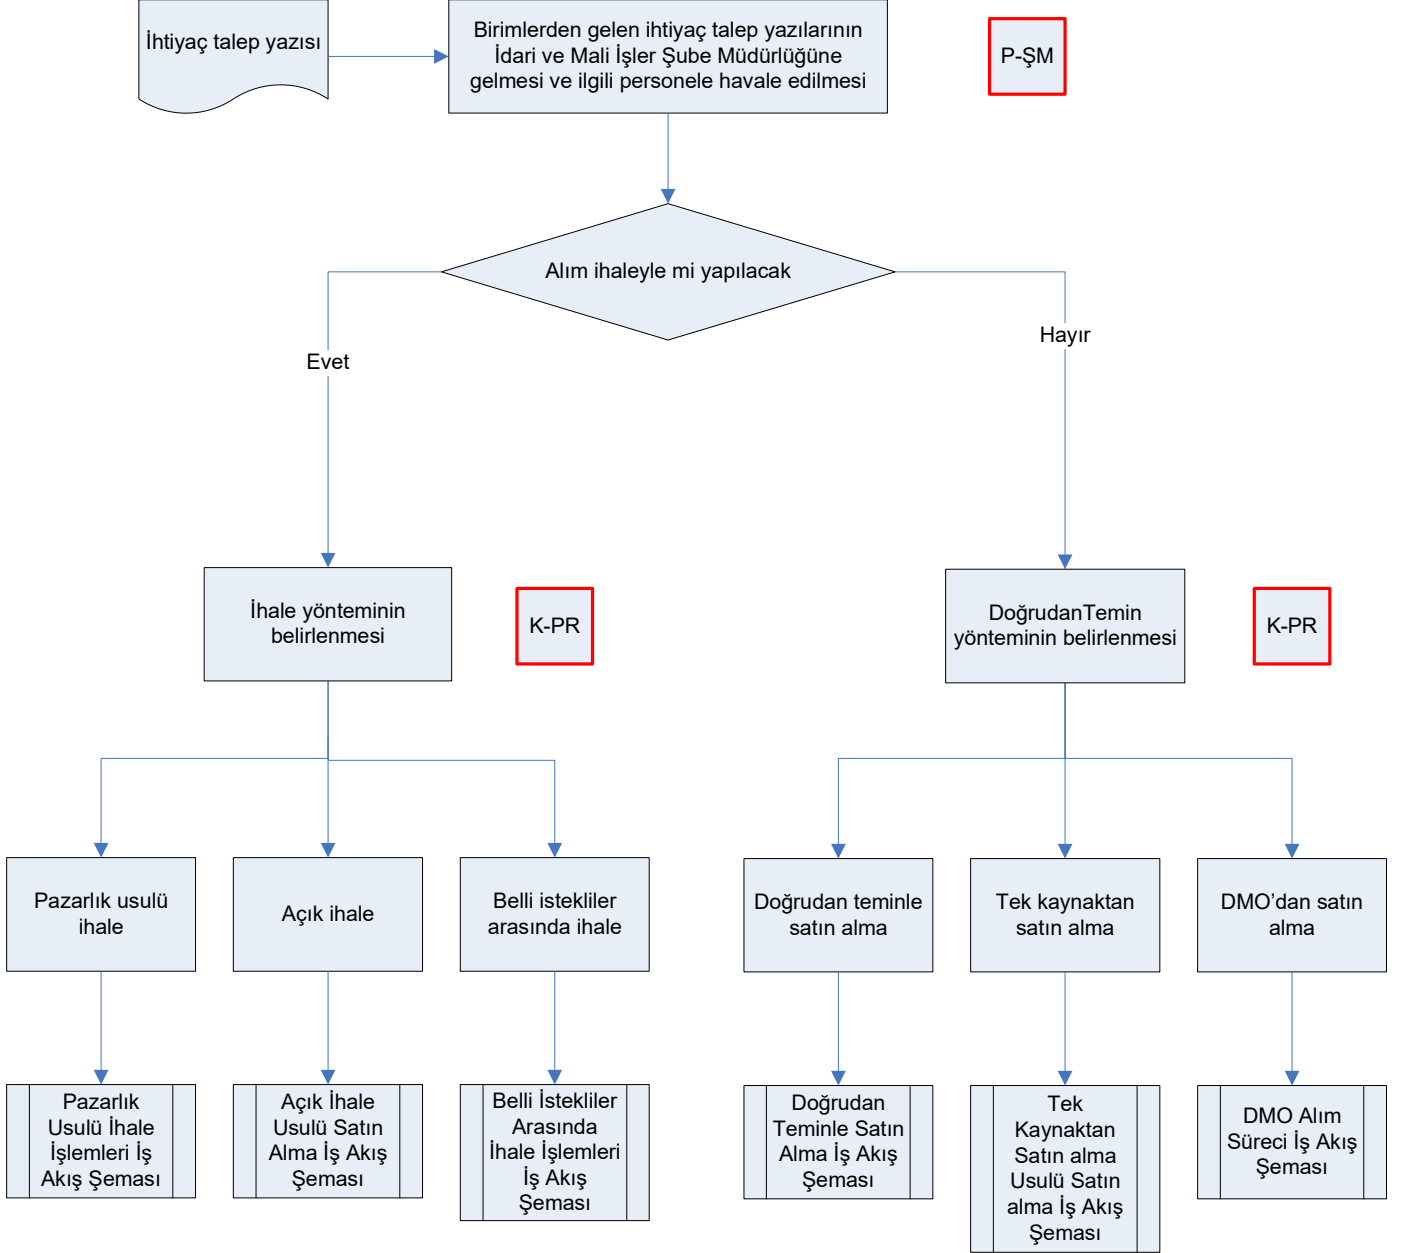 İhtiyaç talep yazısı
Birimlerden gelen ihtiyaç talep yazılarının
İdari ve Mali İşler Şube Müdürlüğüne
gelmesi ve ilgili personele havale edilmesi
P-ŞM
Alım ihaleyle mi yapılacak
Evet
Hayır
İhale yönteminin
belirlenmesi
K-PR
DoğrudanTemin
yönteminin belirlenmesi
K-PR
Pazarlık usulü
ihale
Açık ihale
Belli istekliler
arasında ihale
Doğrudan teminle
satın alma
Tek kaynaktan
satın alma
DMO’dan satın
alma
Pazarlık
Usulü İhale
İşlemleri İş
Akış Şeması
Açık İhale
Usulü Satın
Alma İş Akış
Şeması
Belli İstekliler
Arasında
İhale İşlemleri
İş Akış
Şeması
Doğrudan
Teminle Satın
Alma İş Akış
Şeması
Tek
Kaynaktan
Satın alma
Usulü Satın
alma İş Akış
Şeması
DMO Alım
Süreci İş Akış
Şeması